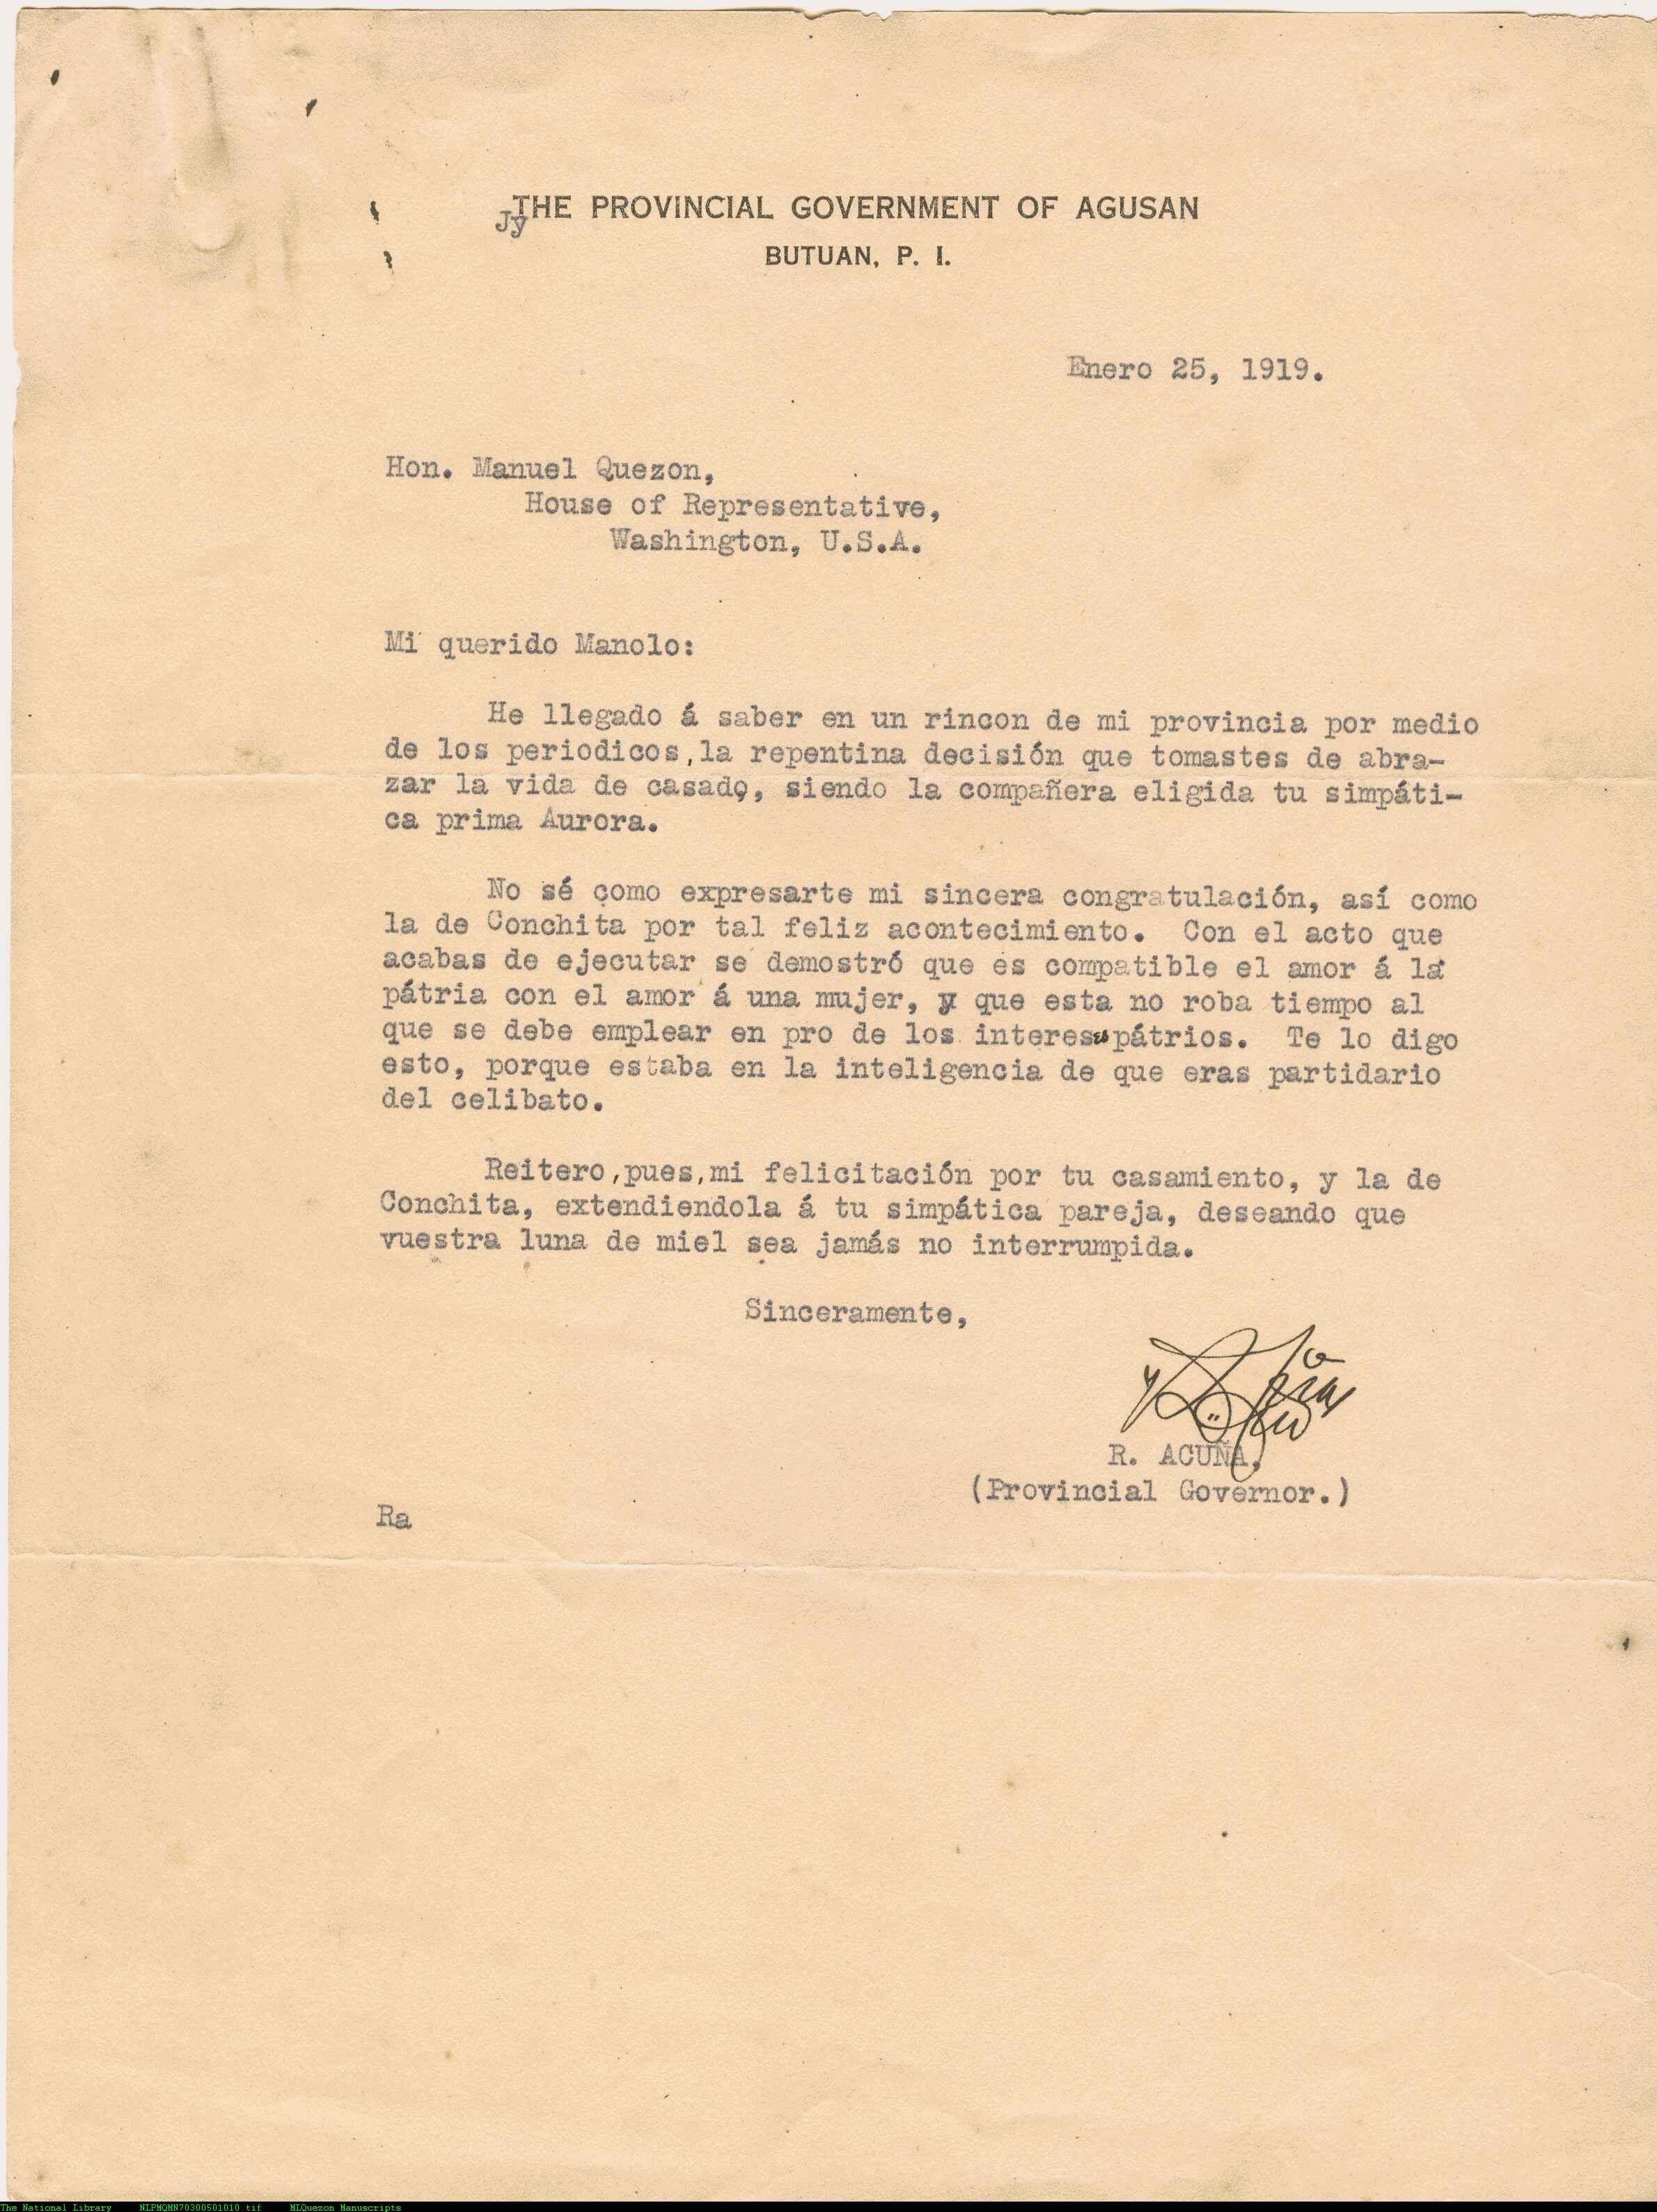 THE PROVINCIAL GOVERNMENT OF AGUSAN
Jy
BUTUAN, P. I.
Enero 25, 1919.
Hon. Manuel Quezon,
House of Representative,
Washington, U.S.A.
Mi querido Manolo:
He llegado á saber en un rincon de mi provincia por medio
de los periodicos,la repentina decisión que tomastes de abra-
zar la vida de casado, siendo la compañera eligida tu simpáti-
ca prima Aurora.
No sé como expresarte mi sincera congratulación, así como
la de Conchita por tal feliz acontecimiento. Con el acto que
acabas de ejecutar se demostró que es compatible el amor á la
pátria con el amor á una mujer, y que esta no roba tiempo al
que se debe emplear en pro de los intereses pátrios. Te lo digo
esto, porque estaba en la inteligencia de que eras partidario
del celibato.
Reitero,pues,mi felicitación por tu casamiento, y la de
Conchita, extendiendola á tu simpática pareja, deseando que
vuestra luna de miel sea jamás no interrumpida.
Sinceramente,
R. ACUÑA,
(Provincial Governor.)
Ra
The National Library NLPMQMN70300501010.tif MLQuezon Manuscripts